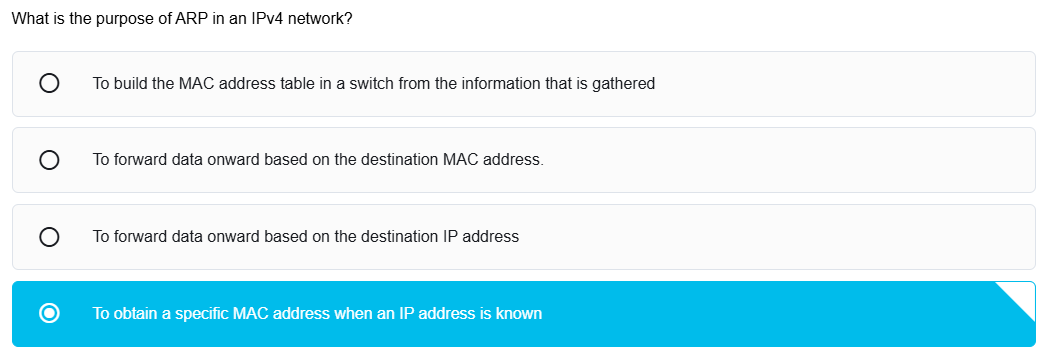 What is the purpose of ARP in an IPv4 network?
To build the MAC address table in a switch from the information that is gathered
To forward data onward based on the destination MAC address.
To forward data onward based on the destination IP address
To obtain a specific MAC address when an IP address is known